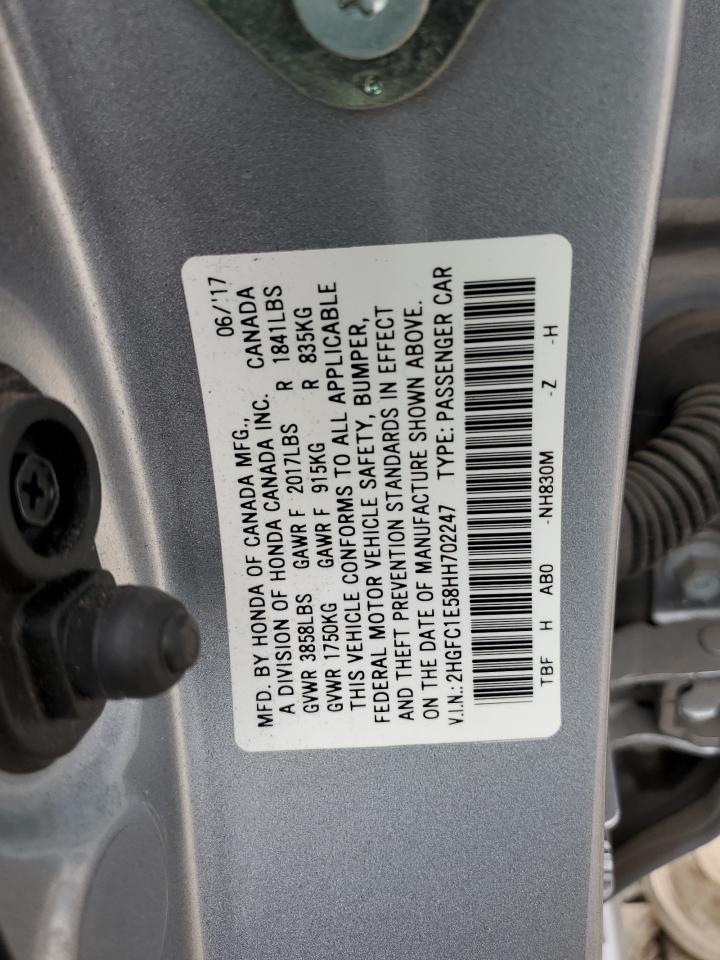 MFD. BY HONDA OF CANADA MFG., 06/'17
A DIVISION OF HONDA CANADA INC. CANADA
GVWR 3858LBS GAWR F 2017LBS R 1841LBS
GVWR 1750KG GAWR F 915KG R 835KG
THIS VEHICLE CONFORMS TO ALL APPLICABLE
FEDERAL MOTOR VEHICLE SAFETY, BUMPER,
AND THEFT PREVENTION STANDARDS IN EFFECT
ON THE DATE OF MANUFACTURE SHOWN ABOVE.
V.I.N.: 2HGFC1E58HH702247 TYPE: PASSENGER CAR
TBF H AB0 -NH830M -Z -H